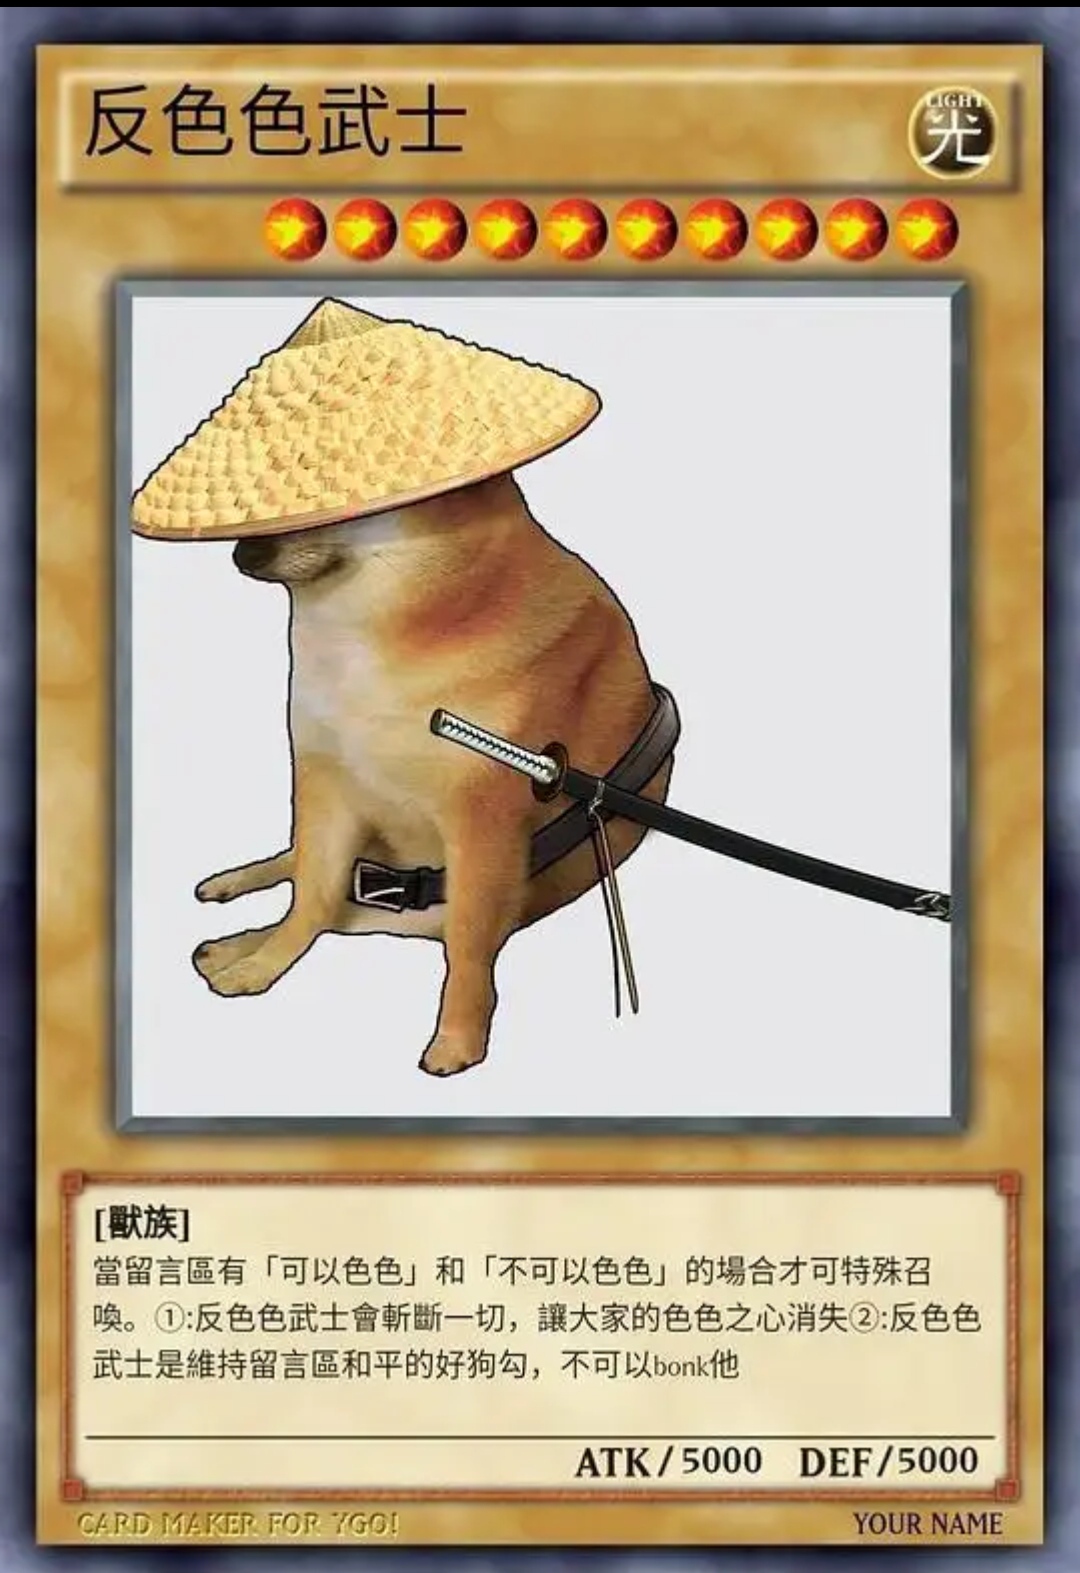 反色色武士
LIGHT
光
[獸族]
當留言區有「可以色色」和「不可以色色」的場合才可特殊召
喚。①:反色色武士會斬斷一切，讓大家的色色之心消失②:反色色
武士是維持留言區和平的好狗勾，不可以bonk他
ATK/5000 DEF/5000
CARD MAKER FOR YGO! YOUR NAME